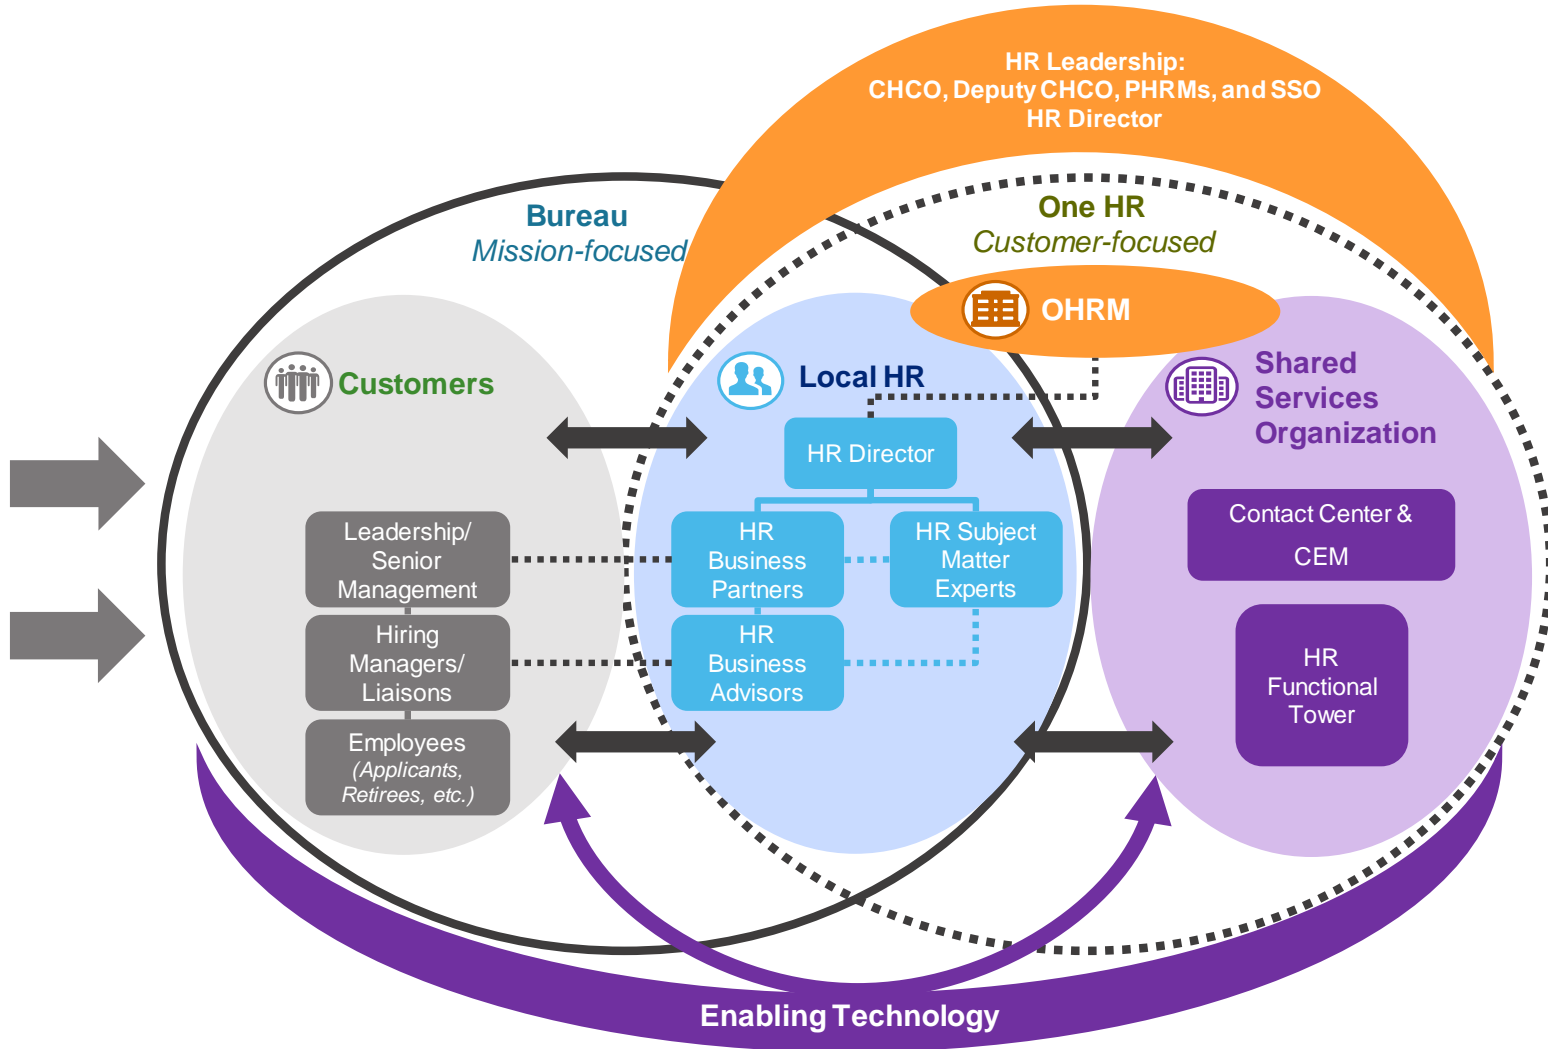 HR Leadership:
CHCO, Deputy CHCO, PHRMs, and SSO
HR Director
Bureau
Mission-focused
One HR
Customer-focused
OHRM
Customers
Local HR
Shared
Services
Organization
HR Director
Leadership/
Senior
Management
HR
Business
Partners
HR Subject
Matter
Experts
Contact Center &
CEM
Hiring
Managers/
Liaisons
HR
Business
Advisors
HR
Functional
Tower
Employees
(Applicants,
Retirees, etc.)
Enabling Technology